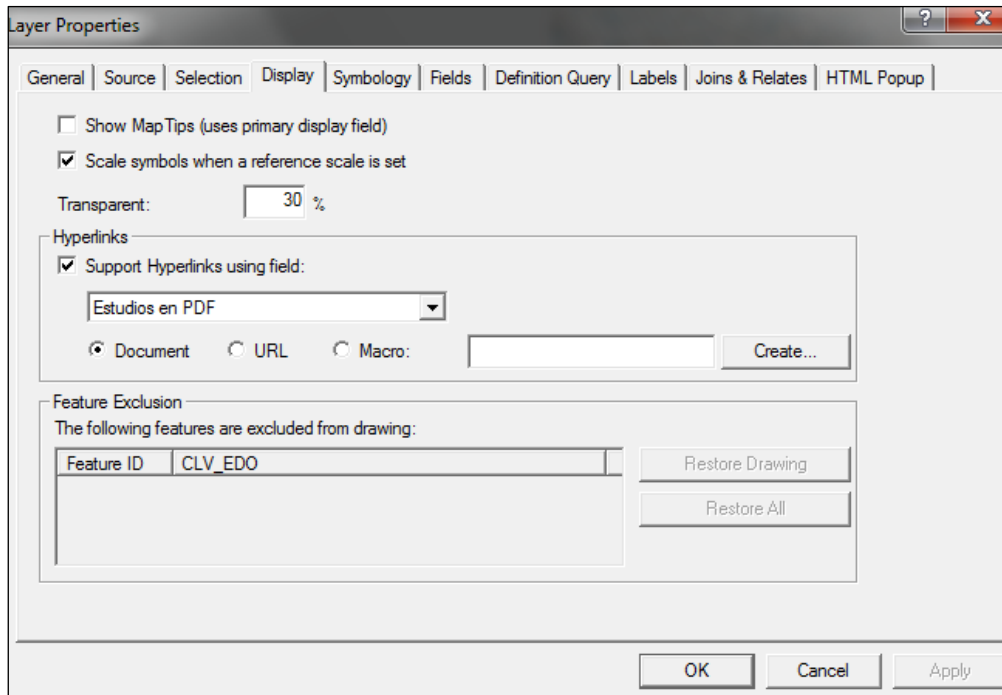 Layer Properties
General Source Selection Display Symbology Fields Definition Query Labels Joins & Relates HTML Popup
Show MapTips (uses primary display field)
Scale symbols when a reference scale is set
Transparent: 30 %
Hyperlinks
Support Hyperlinks using field:
Estudios en PDF
Document URL Macro: Create...
Feature Exclusion
The following features are excluded from drawing:
Feature ID CLV_EDO
Restore Drawing
Restore All
OK Cancel Apply